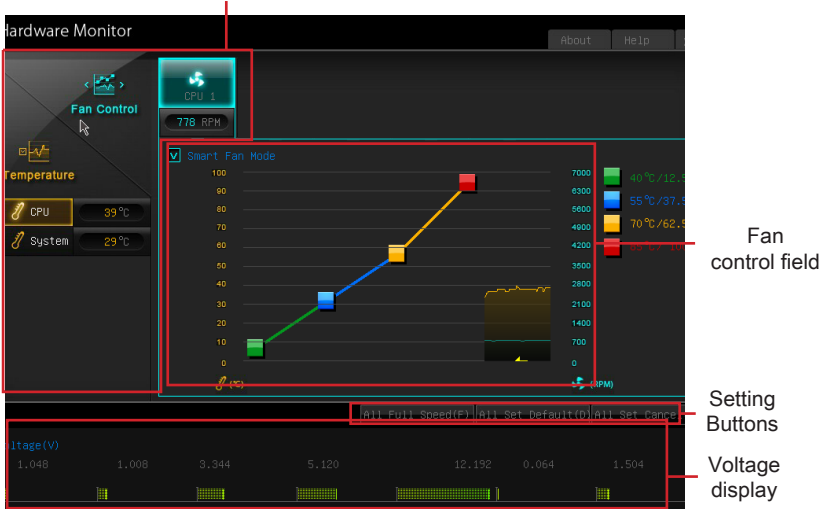 Hardware Monitor
About
Help
Fan Control
CPU 1
778 RPM
Temperature
CPU 39°C
System 29°C
Smart Fan Mode
100
90
80
70
60
50
40
30
20
10
0
(°C)
7000
6300
5600
4900
4200
3500
2800
2100
1400
700
0
(RPM)
40°C/12.5
55°C/37.5
70°C/62.5
Fan
control field
All Full Speed(F)
All Set Default(D)
All Set Cance
Setting
Buttons
ltage(V)
1.048 1.008 3.344 5.120 12.192 0.064 1.504
Voltage
display